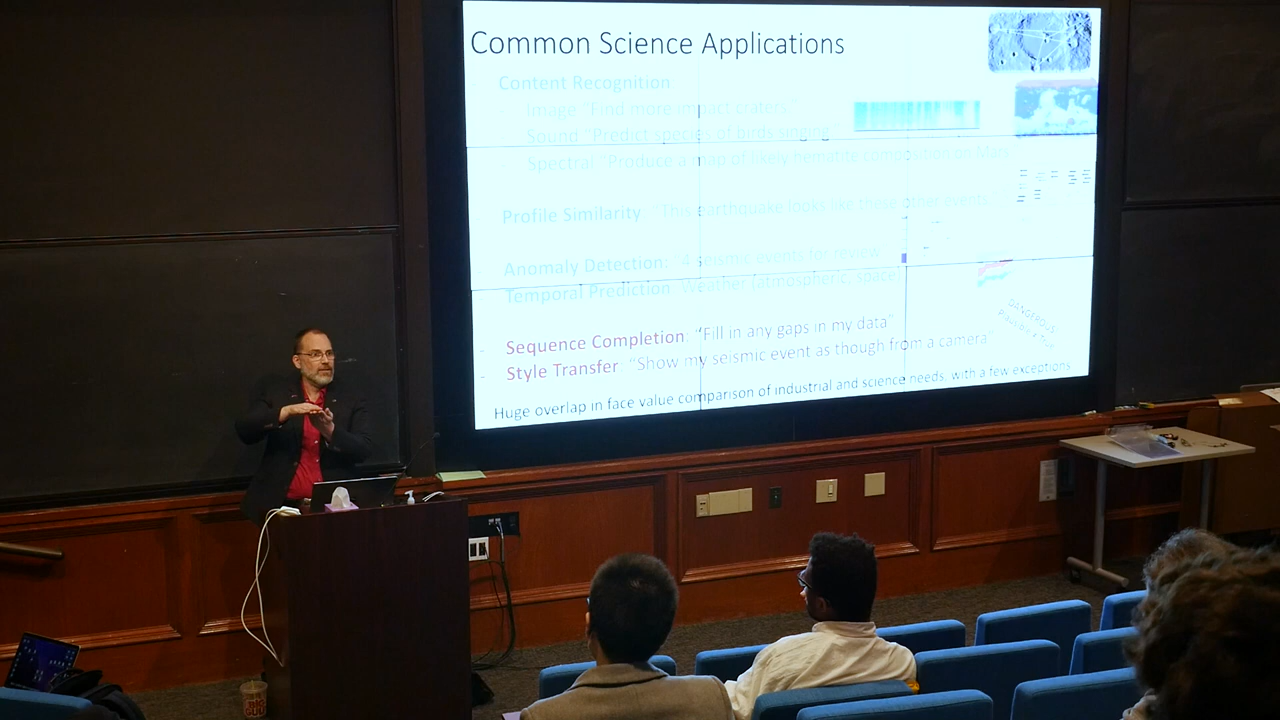 Common Science Applications
Content Recognition
- Image "Find more impact craters"
- Sound "Predict species of birds singing"
Spectral "Produce a map of likely hematite composition on Mars
- Profile Similarity: "This earthquake looks like these other events."
- Anomaly Detection: "4 seismic events for review
- Temporal Prediction Weather (atmospheric, space)
DANGEROUS
- Sequence Completion: "Fill in any gaps in my data"
- Style Transfer: "Show my seismic event as though from a camera"
Huge overlap in face value comparison of industrial and science needs, with a few exceptions